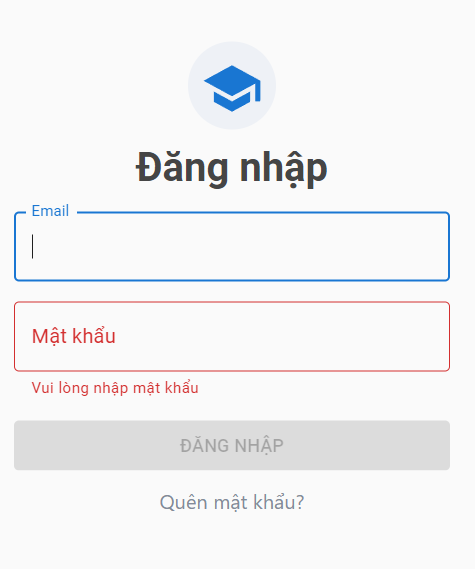 Đăng nhập
Email
Mật khẩu
Vui lòng nhập mật khẩu
ĐĂNG NHẬP
Quên mật khẩu?